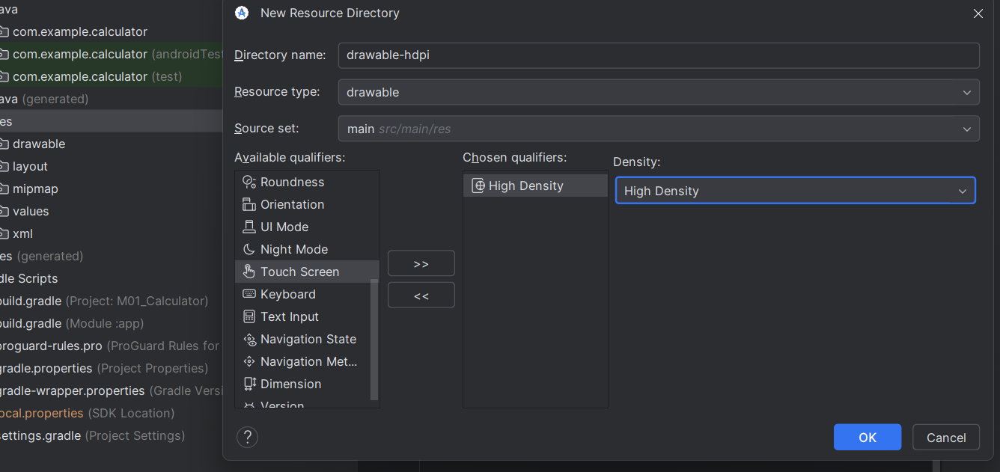 ava
com.example.calculator
com.example.calculator (androidTest
com.example.calculator (test)
ava (generated)
es
drawable
layout
mipmap
values
xml
es (generated)
dle Scripts
build.gradle (Project: M01_Calculator)
build.gradle (Module :app)
proguard-rules.pro (ProGuard Rules for
gradle.properties (Project Properties)
gradle-wrapper.properties (Gradle Versi
ocal.properties (SDK Location)
settings.gradle (Project Settings)
New Resource Directory
Directory name: drawable-hdpi
Resource type: drawable
Source set: main src/main/res
Available qualifiers:
Roundness
Orientation
UI Mode
Night Mode
Touch Screen
Keyboard
Text Input
Navigation State
Navigation Met...
Dimension
Version
>>
<<
Chosen qualifiers:
High Density
Density:
High Density
?
OK
Cancel